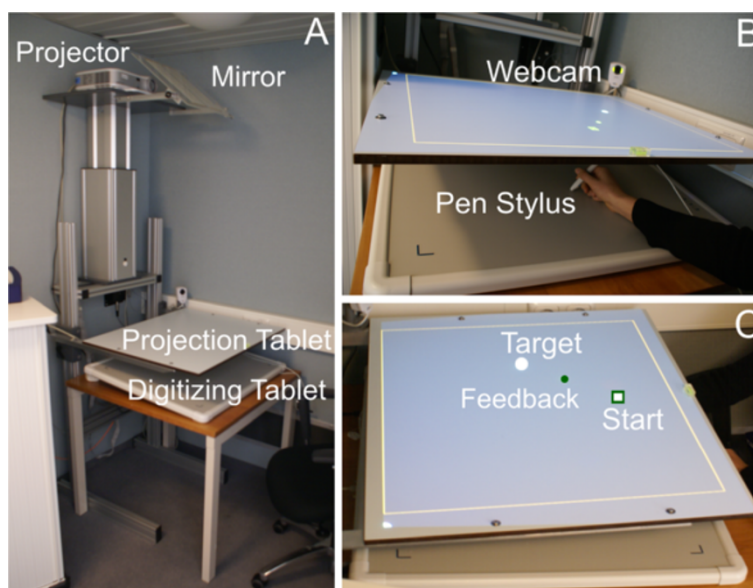 A
Projector
Mirror
Projection Tablet
Digitizing Tablet
B
Webcam
Pen Stylus
C
Target
Feedback
Start